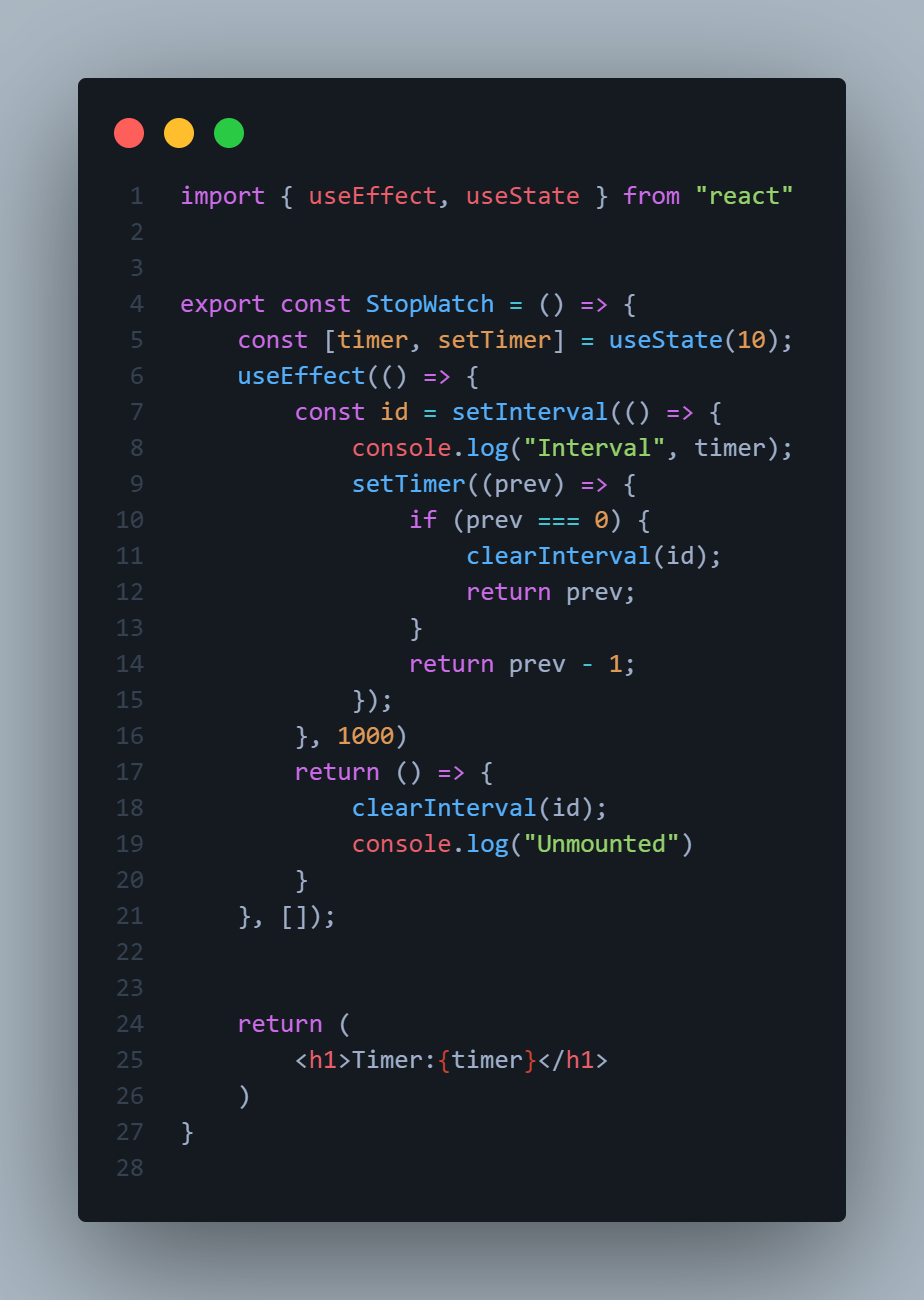 1 import { useEffect, useState } from "react"
2
3
4 export const StopWatch = () => {
5     const [timer, setTimer] = useState(10);
6     useEffect(() => {
7         const id = setInterval(() => {
8             console.log("Interval", timer);
9             setTimer((prev) => {
10                 if (prev === 0) {
11                     clearInterval(id);
12                     return prev;
13                 }
14                 return prev - 1;
15             });
16         }, 1000)
17         return () => {
18             clearInterval(id);
19             console.log("Unmounted")
20         }
21     }, []);
22
23
24     return (
25         <h1>Timer:{timer}</h1>
26     )
27 }
28